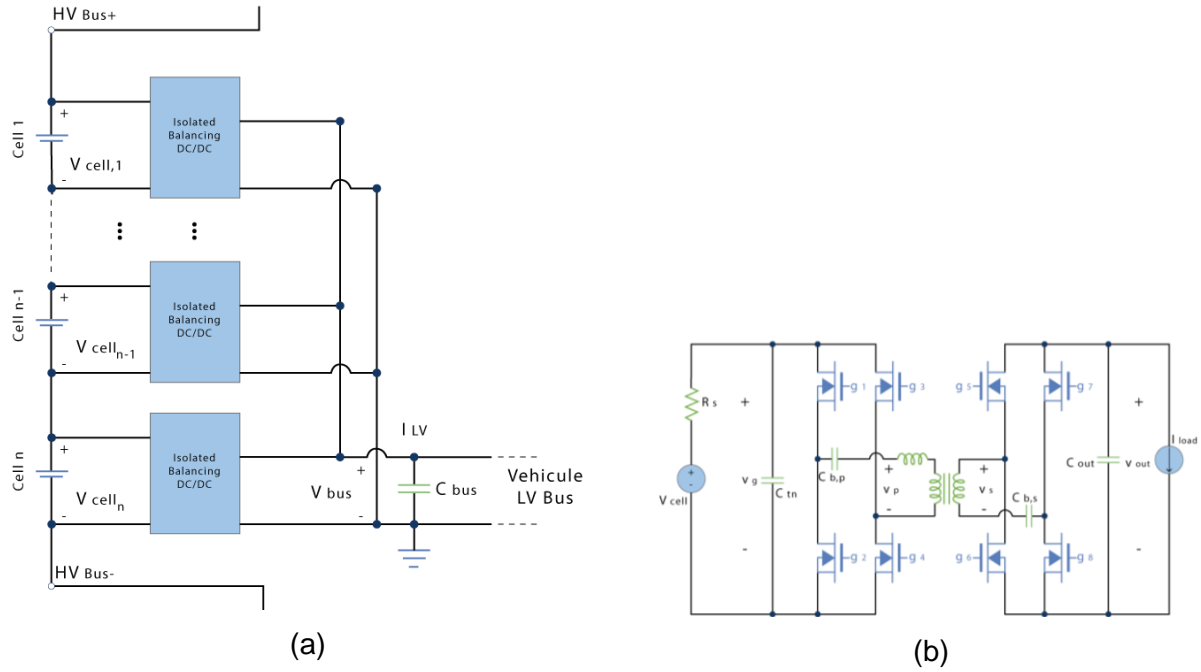 HV Bus+
Cell 1
+
V cell,1
-
Isolated
Balancing
DC/DC
Cell n-1
+
V cell n-1
-
Isolated
Balancing
DC/DC
Cell n
+
V cell n
-
Isolated
Balancing
DC/DC
HV Bus-
I LV
+
V bus
-
C bus
Vehicule
LV Bus
(a)
R s
V cell
+
-
+
v g
-
C tn
g 1
g 3
g 2
g 4
C b,p
+
v p
-
+
v s
-
C b,s
g 5
g 7
g 6
g 8
C out
+
v out
-
I load
(b)